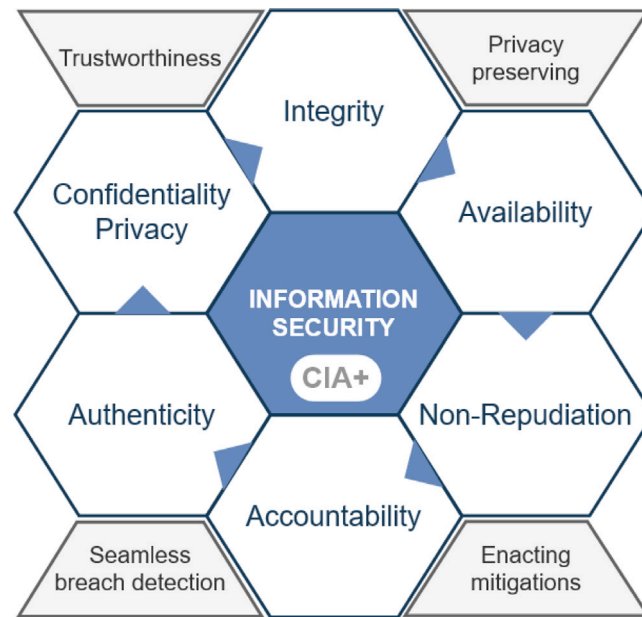 Trustworthiness
Privacy
preserving
Integrity
Confidentiality
Privacy
Availability
INFORMATION
SECURITY
CIA+
Authenticity
Non-Repudiation
Accountability
Seamless
breach detection
Enacting
mitigations